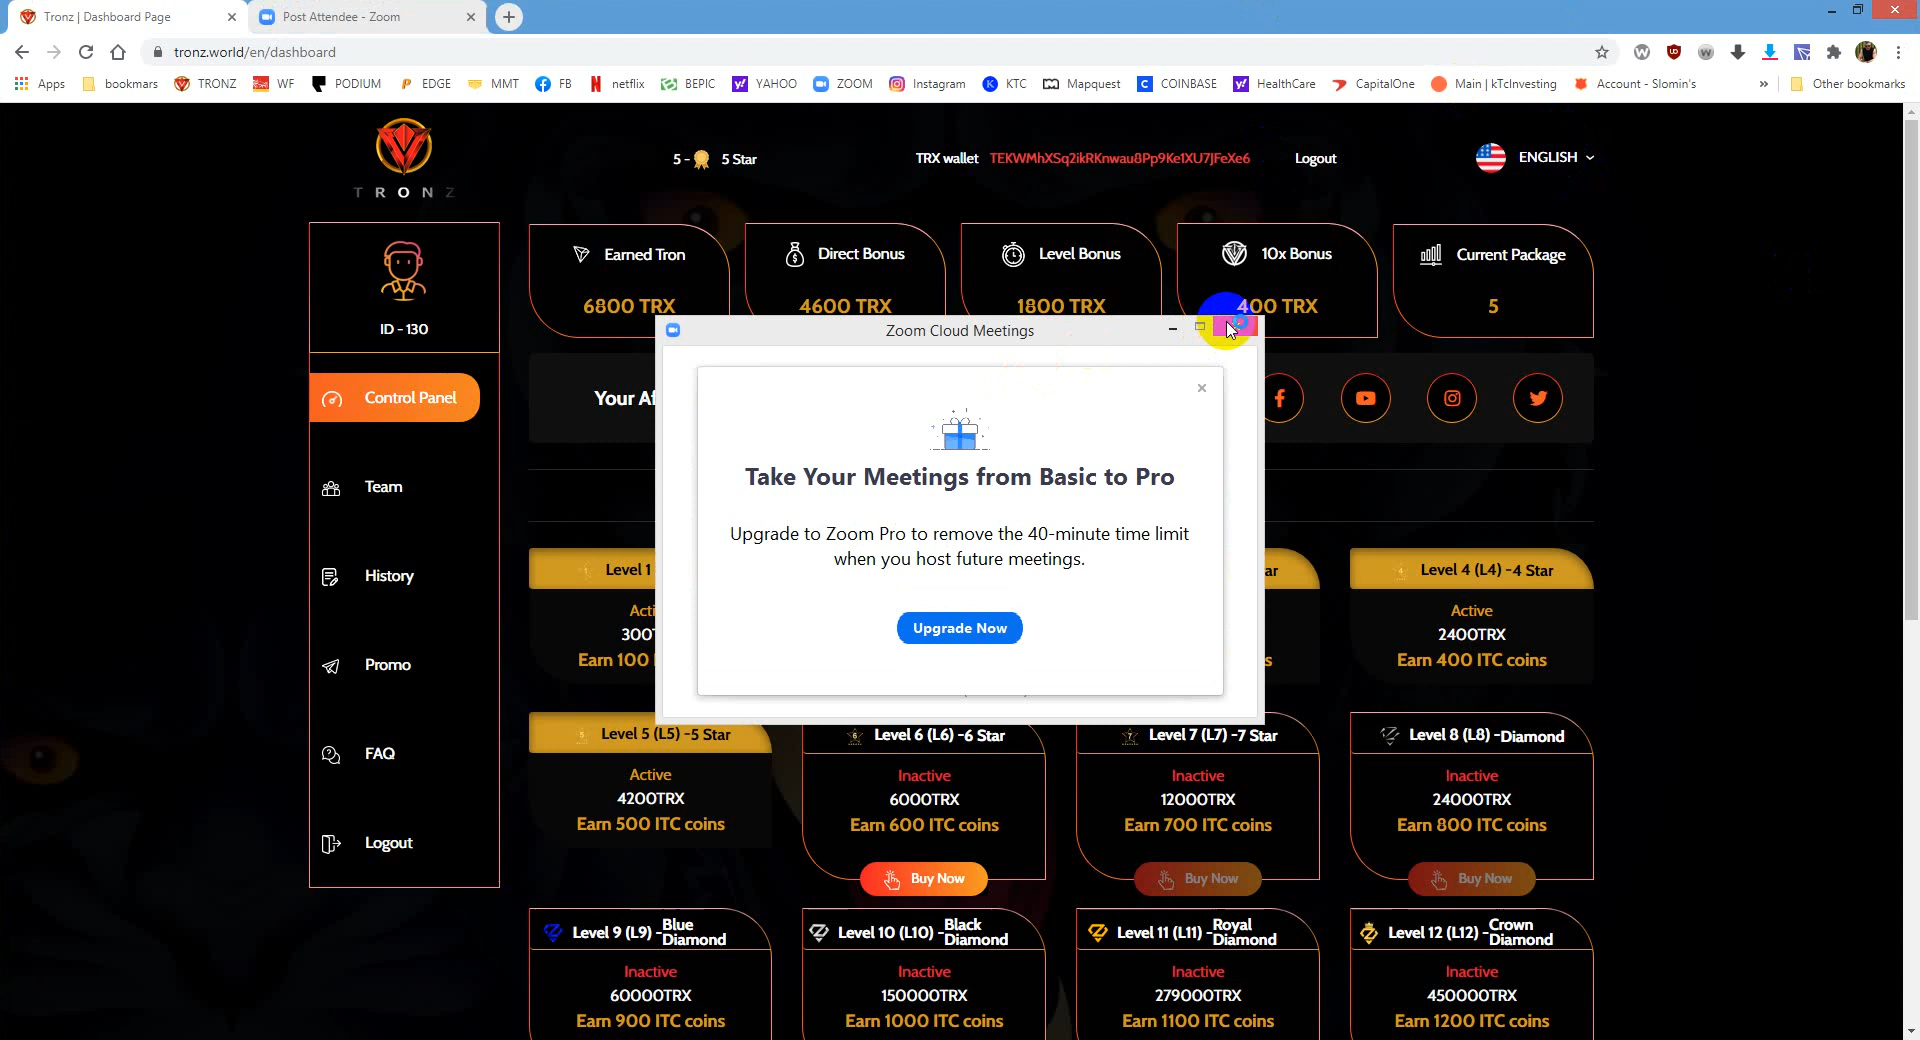 Tronz | Dashboard Page
Post Attendee - Zoom
tronz.world/en/dashboard
Apps bookmarks TRONZ WF PODIUM EDGE MMT FB netflix BEPIC YAHOO ZOOM Instagram KTC Mapquest COINBASE HealthCare CapitalOne Main | kTcInvesting Account - Slomin's » Other bookmarks
TRONZ
5 - 5 Star
TRX wallet TEKWMhXSq2ikRKnwau8Pp9Ke1XU7JFeXe6
Logout
ENGLISH
ID - 130
Control Panel
Team
History
Promo
FAQ
Logout
Earned Tron
6800 TRX
Direct Bonus
4600 TRX
Level Bonus
1800 TRX
10x Bonus
400 TRX
Current Package
5
Your Af
Zoom Cloud Meetings
Take Your Meetings from Basic to Pro
Upgrade to Zoom Pro to remove the 40-minute time limit
when you host future meetings.
Upgrade Now
Level 1
Acti
300T
Earn 100
ar
s
Level 4 (L4) -4 Star
Active
2400TRX
Earn 400 ITC coins
Level 5 (L5) -5 Star
Active
4200TRX
Earn 500 ITC coins
Level 6 (L6) -6 Star
Inactive
6000TRX
Earn 600 ITC coins
Buy Now
Level 7 (L7) -7 Star
Inactive
12000TRX
Earn 700 ITC coins
Buy Now
Level 8 (L8) -Diamond
Inactive
24000TRX
Earn 800 ITC coins
Buy Now
Level 9 (L9) -Blue
Diamond
Inactive
60000TRX
Earn 900 ITC coins
Level 10 (L10) -Black
Diamond
Inactive
150000TRX
Earn 1000 ITC coins
Level 11 (L11) -Royal
Diamond
Inactive
279000TRX
Earn 1100 ITC coins
Level 12 (L12) -Crown
Diamond
Inactive
450000TRX
Earn 1200 ITC coins